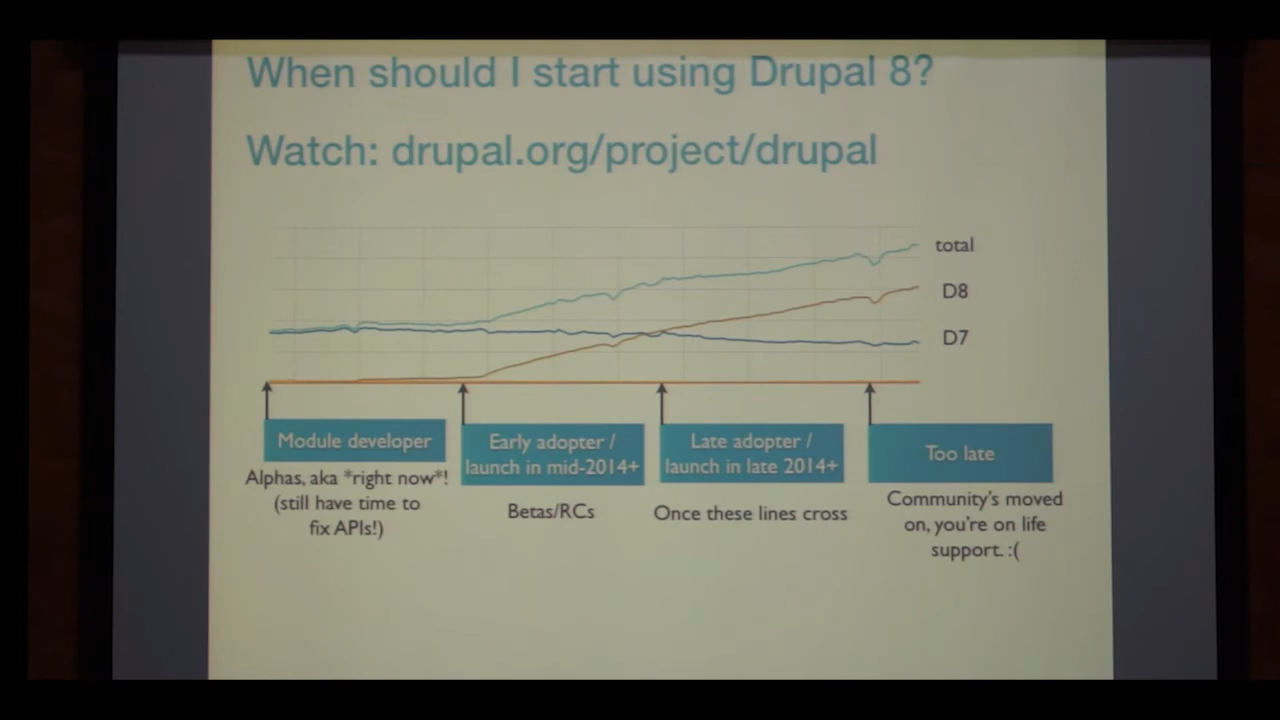 When should I start using Drupal 8?
Watch: drupal.org/project/drupal
total
D8
D7
Module developer
Alphas, aka *right now*!
(still have time to
fix APIs!)
Early adopter /
launch in mid-2014+
Betas/RCs
Late adopter /
launch in late 2014+
Once these lines cross
Too late
Community's moved
on, you're on life
support. :(